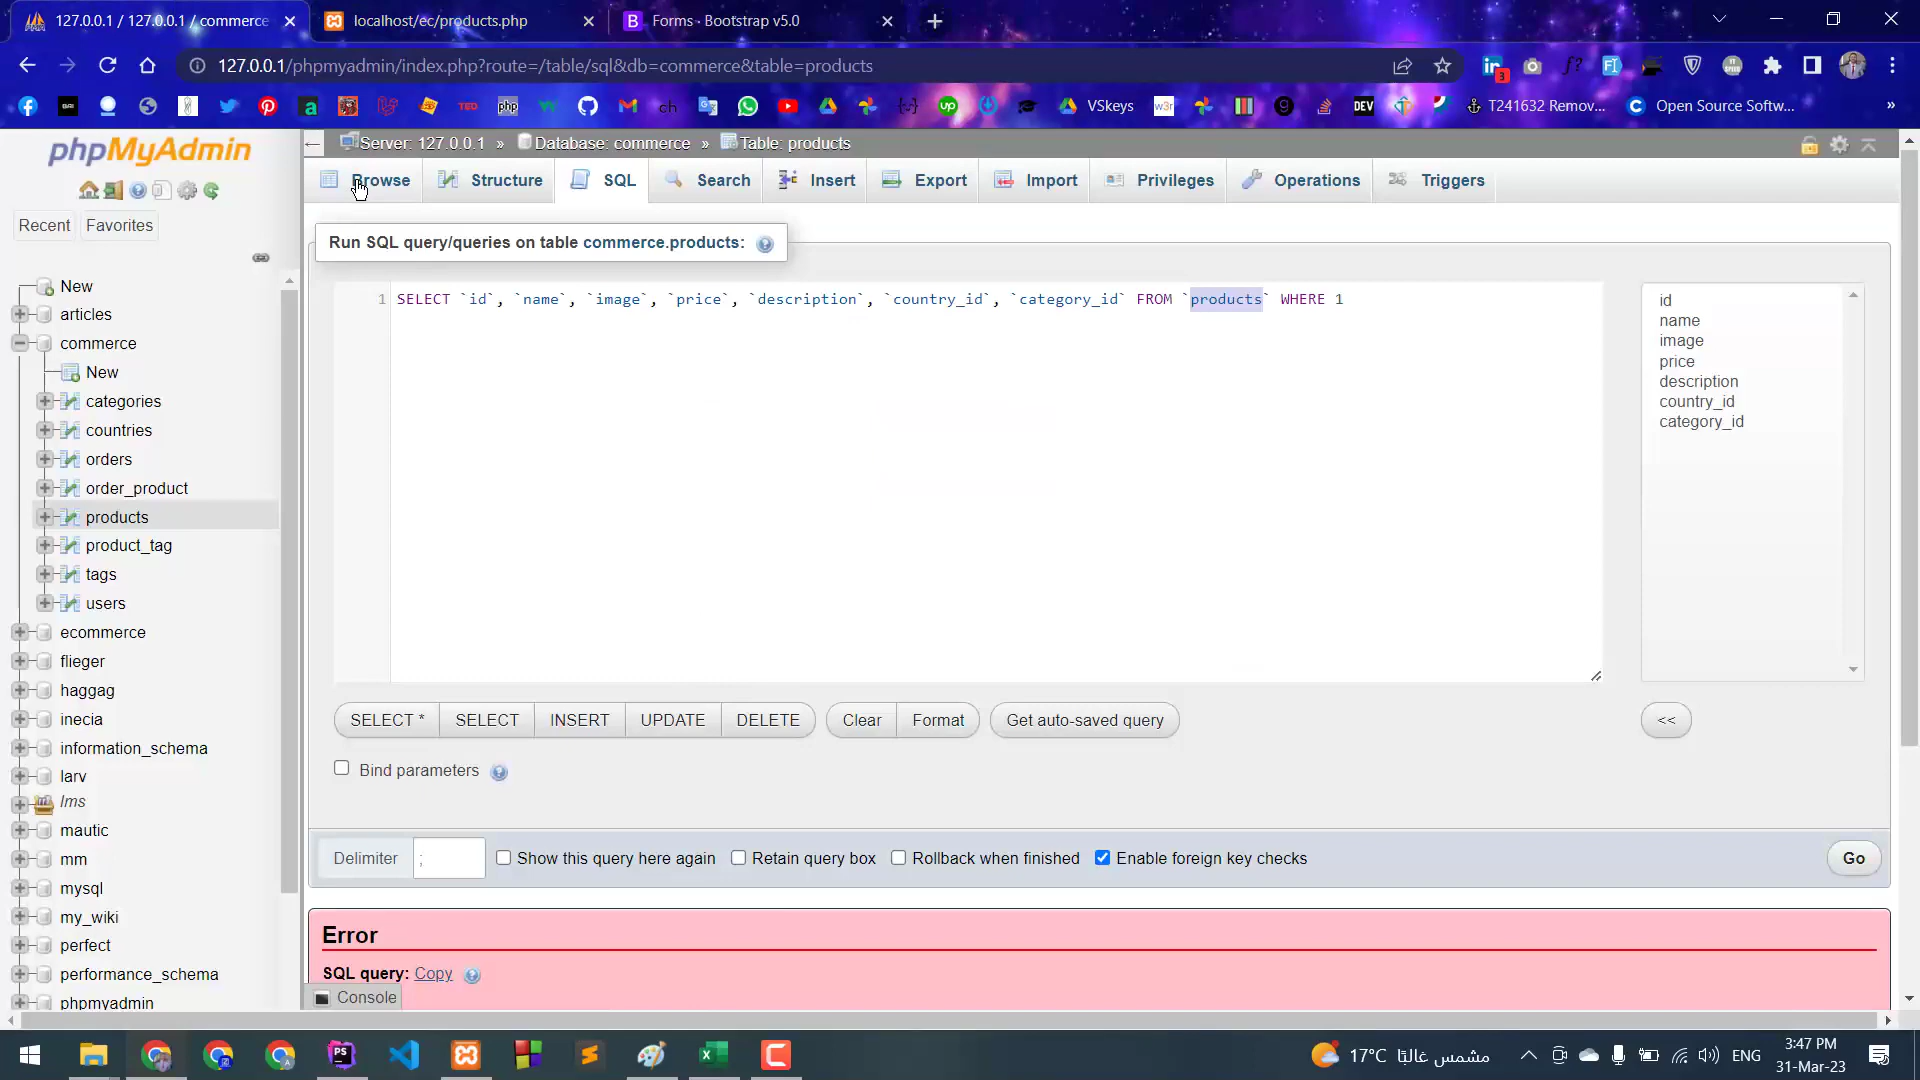 127.0.0.1 / 127.0.0.1 / commerce
localhost/ec/products.php
Forms · Bootstrap v5.0
127.0.0.1/phpmyadmin/index.php?route=/table/sql&db=commerce&table=products
VSkeys
T241632 Remov...
Open Source Softw...
phpMyAdmin
Recent
Favorites
New
articles
commerce
New
categories
countries
orders
order_product
products
product_tag
tags
users
ecommerce
flieger
haggag
inecia
information_schema
larv
lms
mautic
mm
mysql
my_wiki
perfect
performance_schema
phpmyadmin
Server: 127.0.0.1 » Database: commerce » Table: products
Browse
Structure
SQL
Search
Insert
Export
Import
Privileges
Operations
Triggers
Run SQL query/queries on table commerce.products:
1 SELECT `id`, `name`, `image`, `price`, `description`, `country_id`, `category_id` FROM `products` WHERE 1
id
name
image
price
description
country_id
category_id
SELECT *
SELECT
INSERT
UPDATE
DELETE
Clear
Format
Get auto-saved query
<<
Bind parameters
Delimiter ;
Show this query here again
Retain query box
Rollback when finished
Enable foreign key checks
Go
Error
SQL query: Copy
Console
17°C مشمس غالبًا
ENG
3:47 PM
31-Mar-23